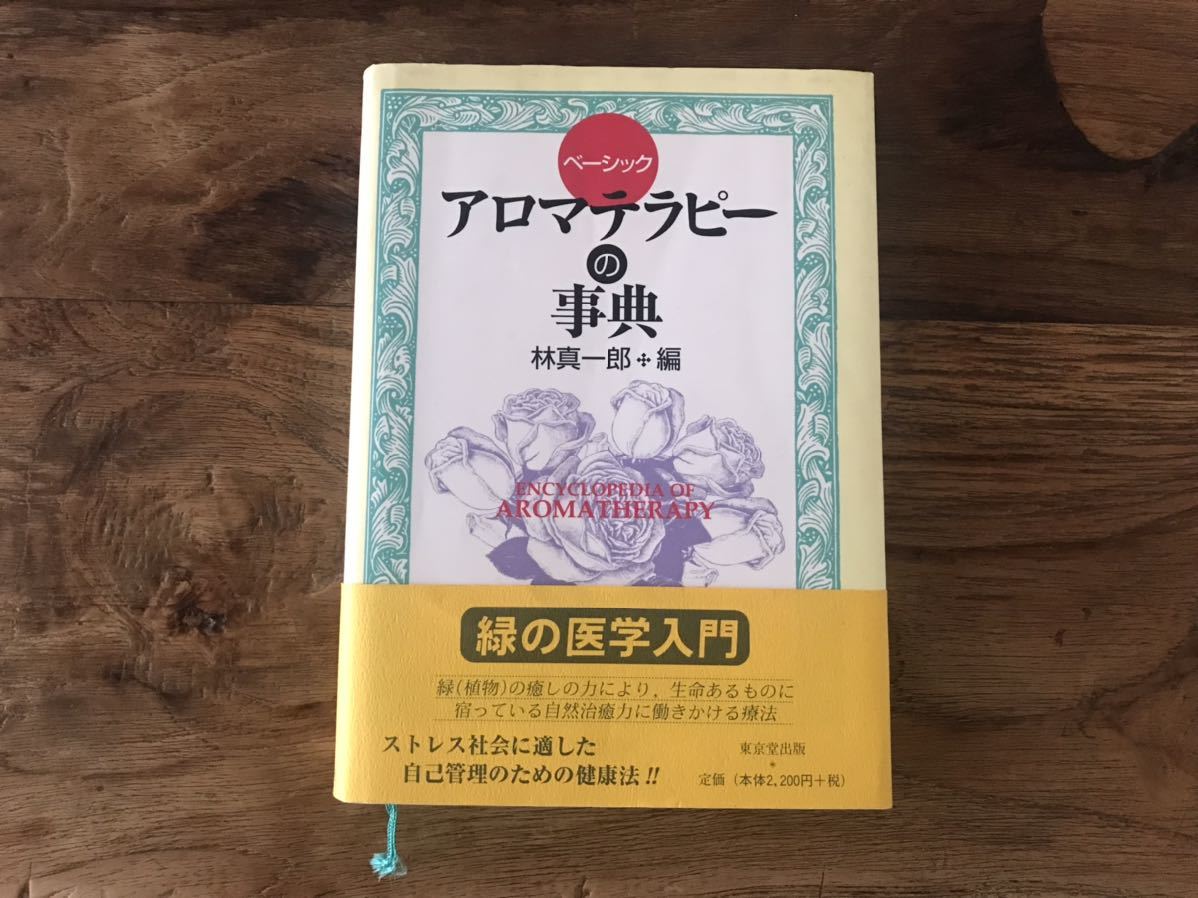 ベーシック
アロマテラピー
の
事典
林真一郎✣編
ENCYCLOPEDIA OF
AROMATHERAPY
緑の医学入門
緑(植物)の癒しの力により，生命あるものに
宿っている自然治癒力に働きかける療法
ストレス社会に適した
自己管理のための健康法!!
東京堂出版
*
定価（本体2,200円＋税）